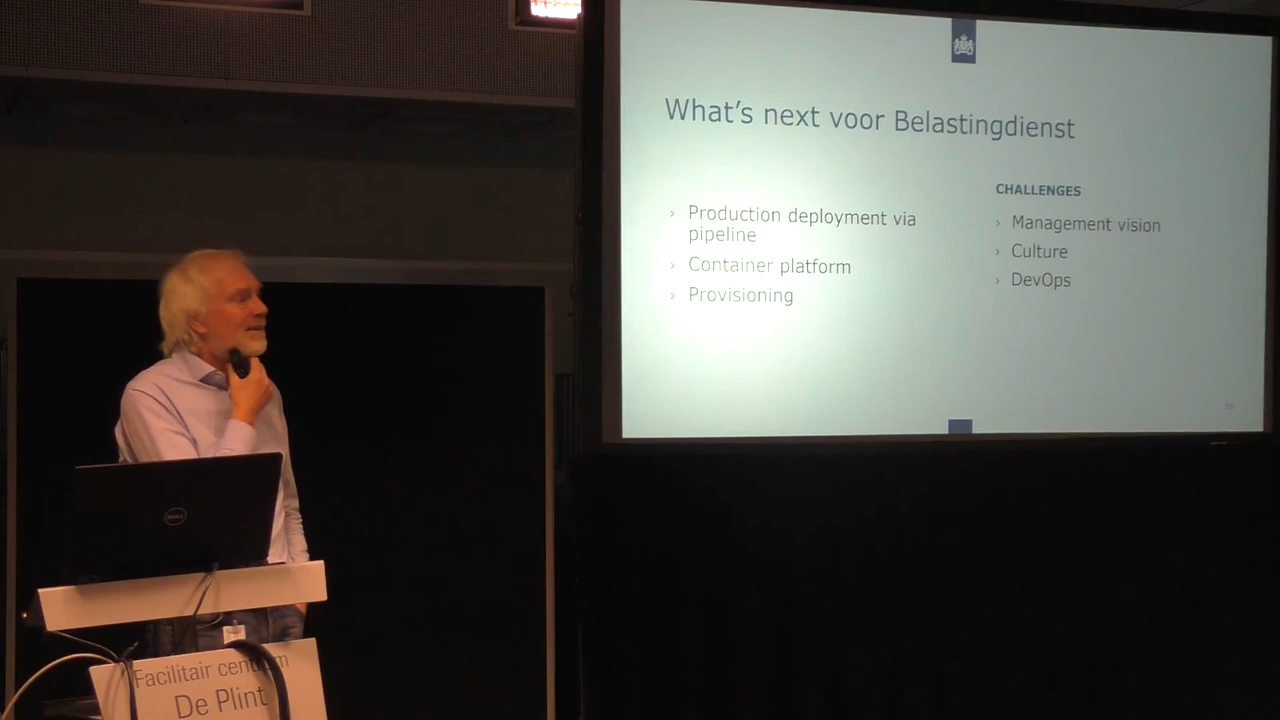 What's next voor Belastingdienst
› Production deployment via
pipeline
› Container platform
› Provisioning
CHALLENGES
› Management vision
› Culture
› DevOps
DELL
Facilitair centrum
De Plint